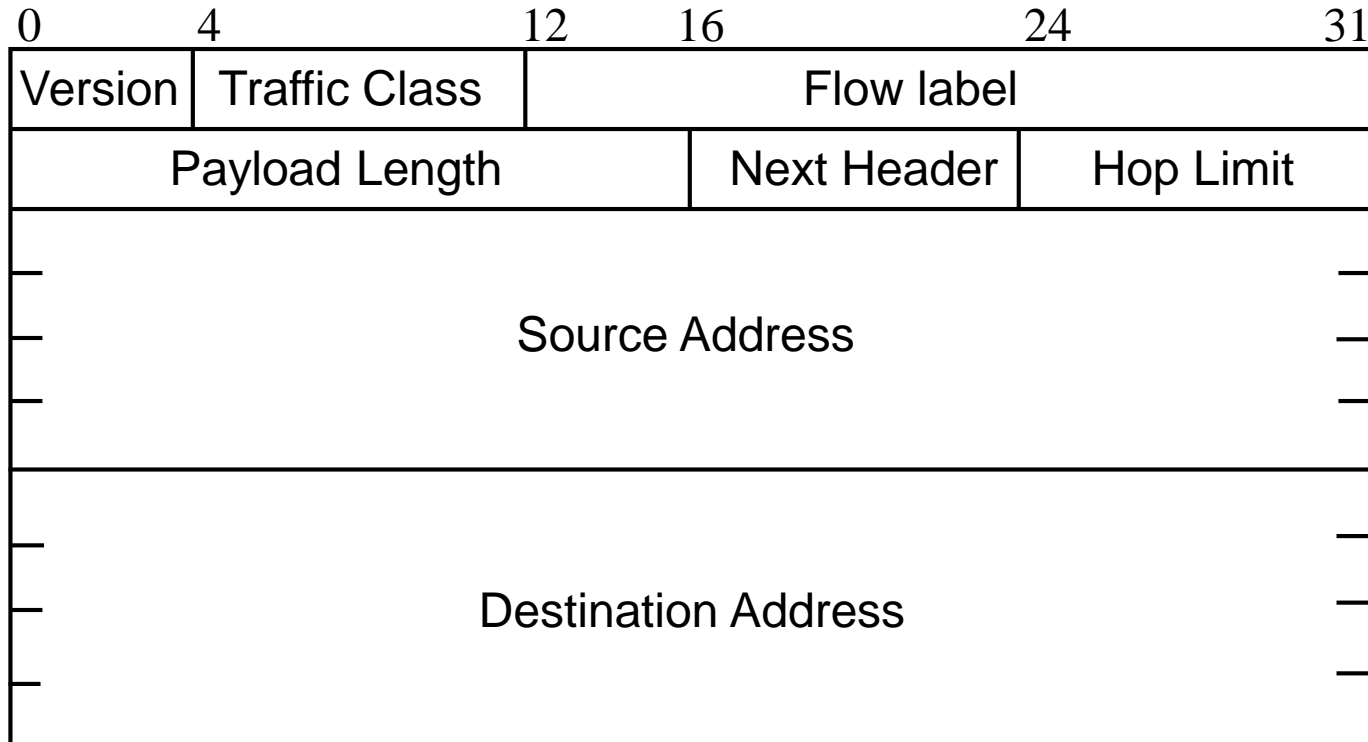 0 4 12 16 24 31
Version Traffic Class Flow label
Payload Length Next Header Hop Limit
Source Address
Destination Address